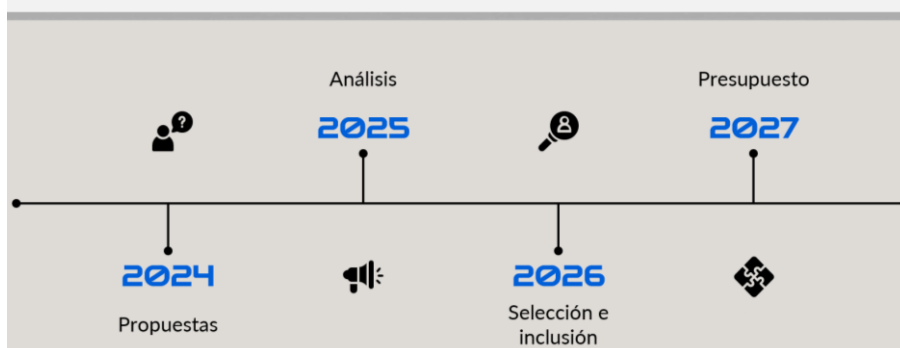 Análisis
2025
Presupuesto
2027
?
2024
Propuestas
2026
Selección e
inclusión